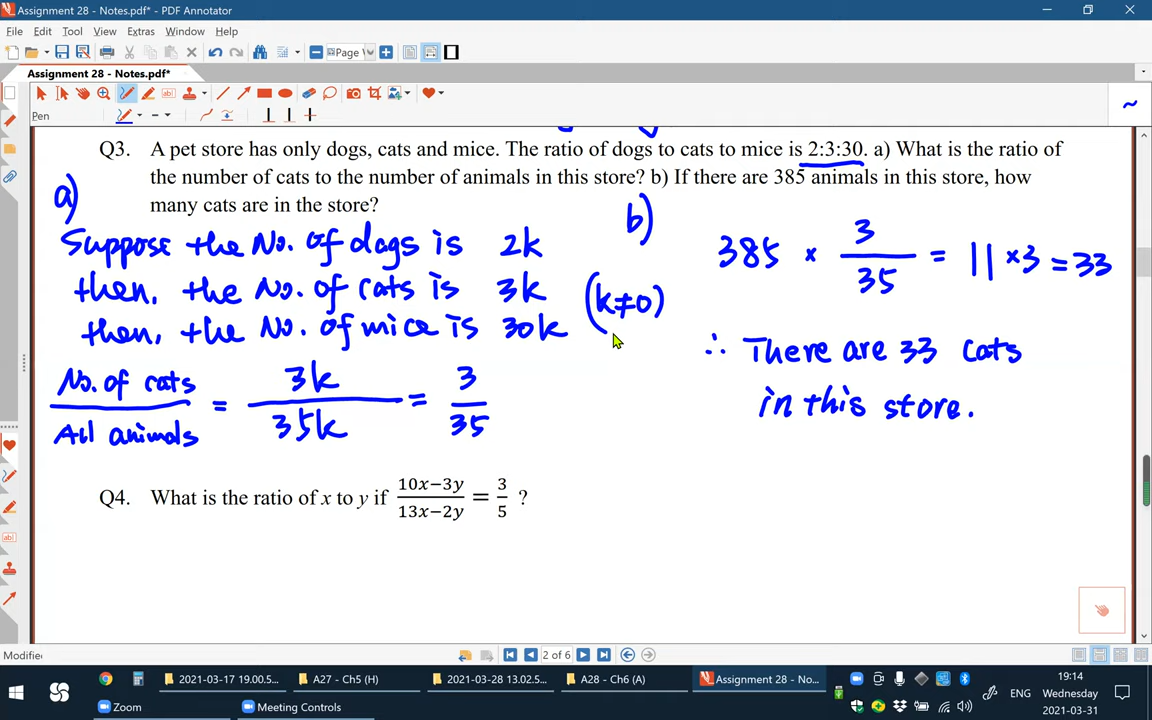 Assignment 28 - Notes.pdf* - PDF Annotator
File Edit Tool View Extras Window Help
Page V
Assignment 28 - Notes.pdf*
Pen
Q3. A pet store has only dogs, cats and mice. The ratio of dogs to cats to mice is 2:3:30. a) What is the ratio of
the number of cats to the number of animals in this store? b) If there are 385 animals in this store, how
many cats are in the store?
a)
Suppose the No. of dogs is 2k
then, the No. of cats is 3k
then, the No. of mice is 30k
(k≠0)
No. of cats / All animals = 3k / 35k = 3 / 35
b)
385 × 3 / 35 = 11 × 3 = 33
∴ There are 33 cats
in this store.
Q4. What is the ratio of x to y if 10x−3y / 13x−2y = 3 / 5 ?
Modifie
2 of 6
2021-03-17 19.00.5...
A27 - Ch5 (H)
2021-03-28 13.02.5...
A28 - Ch6 (A)
Assignment 28 - No...
Zoom
Meeting Controls
ENG
19:14
Wednesday
2021-03-31